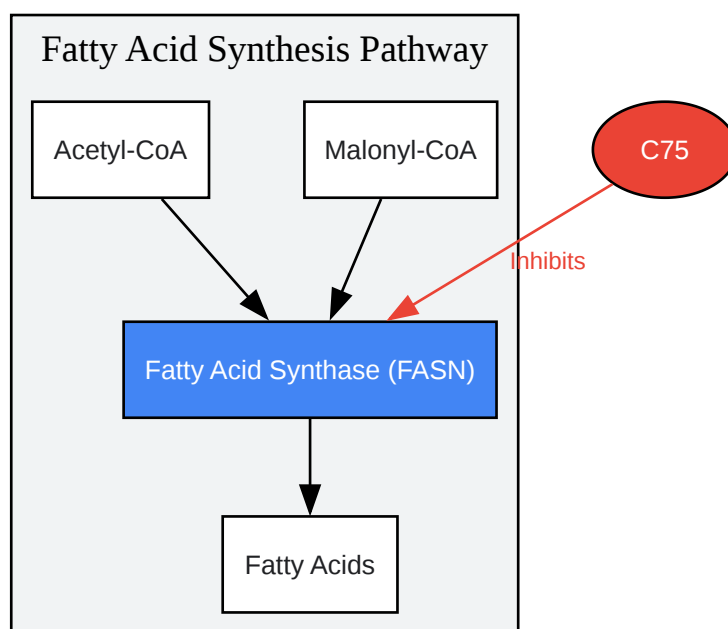 Fatty Acid Synthesis Pathway
Acetyl-CoA
Malonyl-CoA
C75
Inhibits
Fatty Acid Synthase (FASN)
Fatty Acids